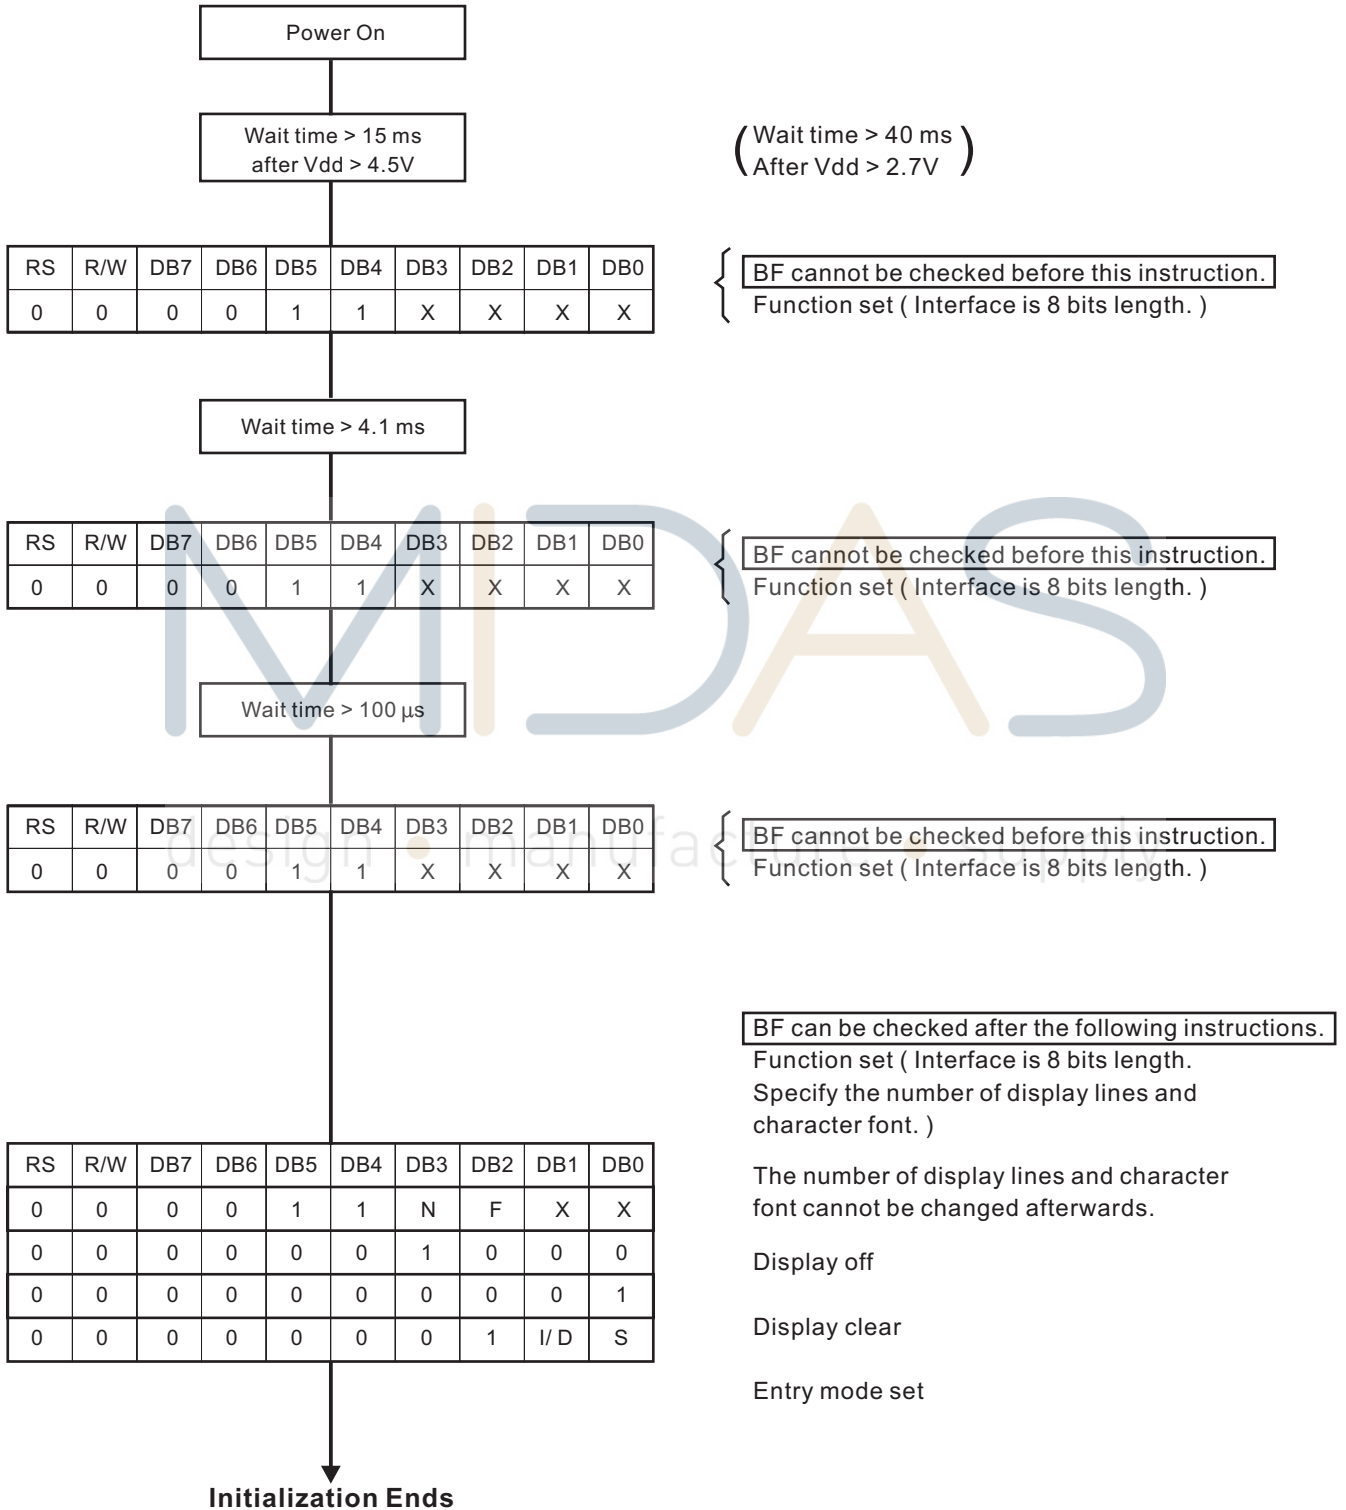 Power On
Wait time > 15 ms
after Vdd > 4.5V
(Wait time > 40 ms
After Vdd > 2.7V)
RS R/W DB7 DB6 DB5 DB4 DB3 DB2 DB1 DB0
0 0 0 0 1 1 X X X X
BF cannot be checked before this instruction.
Function set ( Interface is 8 bits length. )
Wait time > 4.1 ms
RS R/W DB7 DB6 DB5 DB4 DB3 DB2 DB1 DB0
0 0 0 0 1 1 X X X X
BF cannot be checked before this instruction.
Function set ( Interface is 8 bits length. )
MIDAS
Wait time > 100 µs
RS R/W DB7 DB6 DB5 DB4 DB3 DB2 DB1 DB0
0 0 0 0 1 1 X X X X
BF cannot be checked before this instruction.
Function set ( Interface is 8 bits length. )
design • manufacture • supply
BF can be checked after the following instructions.
Function set ( Interface is 8 bits length.
Specify the number of display lines and
character font. )
RS R/W DB7 DB6 DB5 DB4 DB3 DB2 DB1 DB0
0 0 0 0 1 1 N F X X
0 0 0 0 0 0 1 0 0 0
0 0 0 0 0 0 0 0 0 1
0 0 0 0 0 0 0 1 I/ D S
The number of display lines and character
font cannot be changed afterwards.
Display off
Display clear
Entry mode set
Initialization Ends